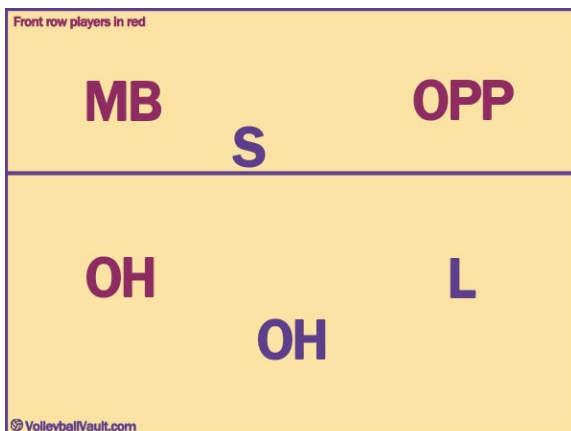 Front row players in red
MB OPP
S
OH L
OH
VolleyballVault.com